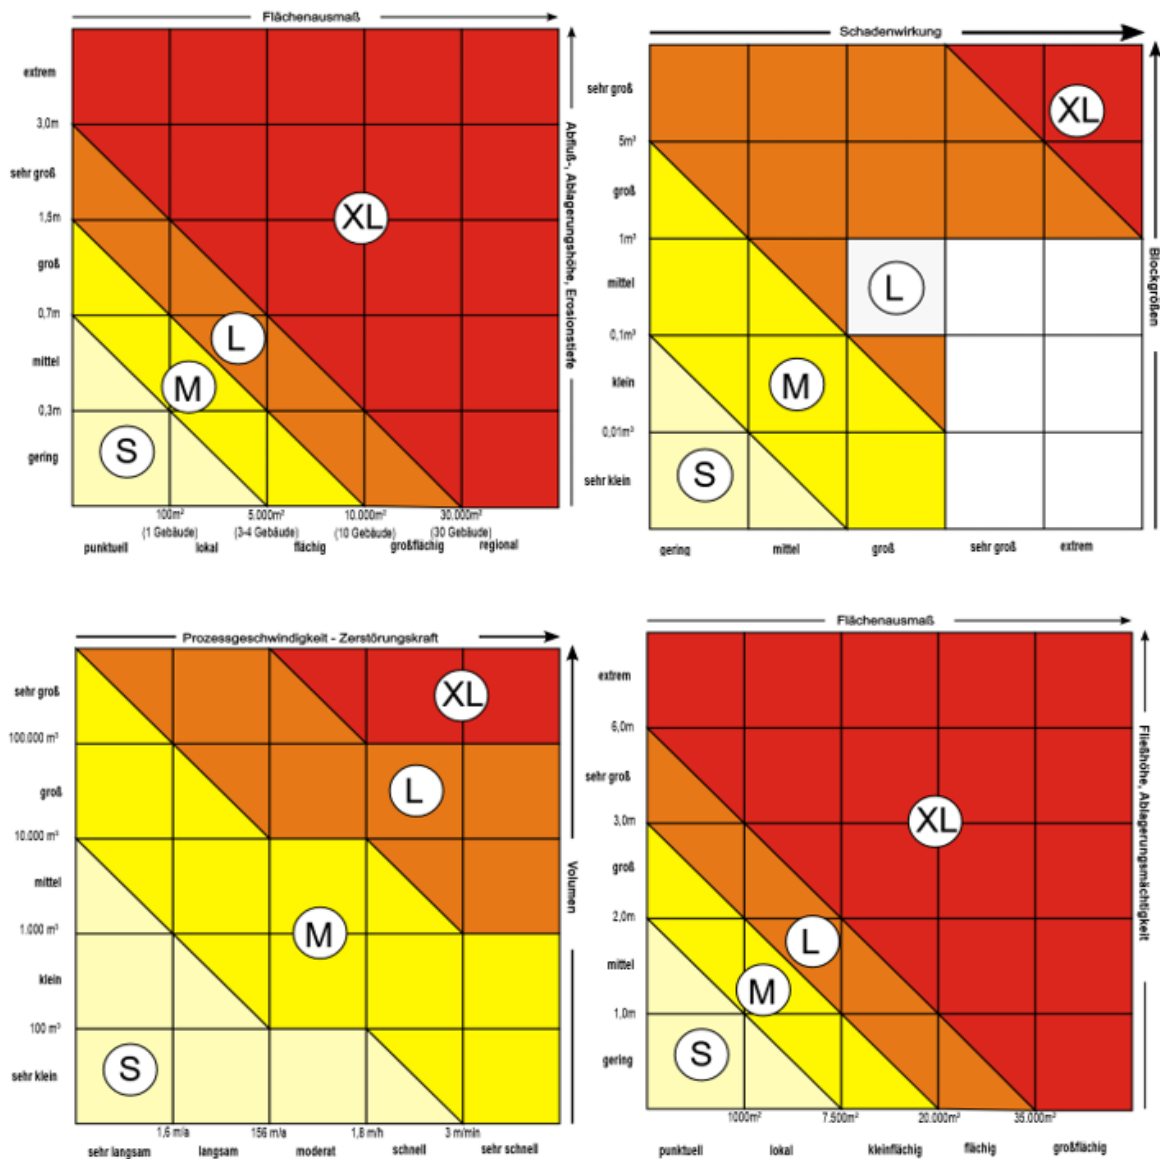 Flächenausmaß
extrem
3,0m
sehr groß
1,5m
groß
0,7m
mittel
0,3m
gering
XL
L
M
S
100m² 5.000m² 10.000m² 30.000m²
(1 Gebäude) (3-4 Gebäude) (10 Gebäude) (30 Gebäude)
punktuell lokal flächig großflächig regional
Abfluß-, Ablagerungshöhe, Erosionstiefe
Schadenwirkung
sehr groß
5m³
groß
1m³
mittel
0,1m³
klein
0,01m³
sehr klein
XL
L
M
S
gering mittel groß sehr groß extrem
Blockgrößen
Prozessgeschwindigkeit - Zerstörungskraft
sehr groß
100.000 m³
groß
10.000 m³
mittel
1.000 m³
klein
100 m³
sehr klein
XL
L
M
S
1,6 m/a 156 m/a 1,8 m/h 3 m/min
sehr langsam langsam moderat schnell sehr schnell
Volumen
Flächenausmaß
extrem
6,0m
sehr groß
3,0m
groß
2,0m
mittel
1,0m
gering
XL
L
M
S
1000m² 7.500m² 20.000m² 35.000m²
punktuell lokal kleinflächig flächig großflächig
Fließhöhe, Ablagerungsmächtigkeit